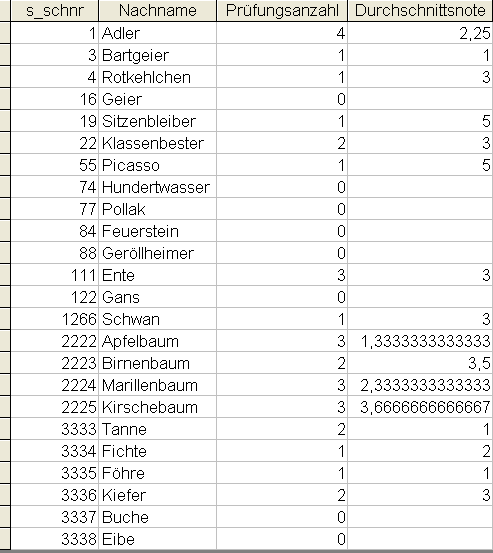 s_schnr Nachname Prüfungsanzahl Durchschnittsnote
1 Adler 4 2,25
3 Bartgeier 1 1
4 Rotkehlchen 1 3
16 Geier 0
19 Sitzenbleiber 1 5
22 Klassenbester 2 3
55 Picasso 1 5
74 Hundertwasser 0
77 Pollak 0
84 Feuerstein 0
88 Geröllheimer 0
111 Ente 3 3
122 Gans 0
1266 Schwan 1 3
2222 Apfelbaum 3 1,3333333333333
2223 Birnenbaum 2 3,5
2224 Marillenbaum 3 2,3333333333333
2225 Kirschebaum 3 3,6666666666667
3333 Tanne 2 1
3334 Fichte 1 2
3335 Föhre 1 1
3336 Kiefer 2 3
3337 Buche 0
3338 Eibe 0